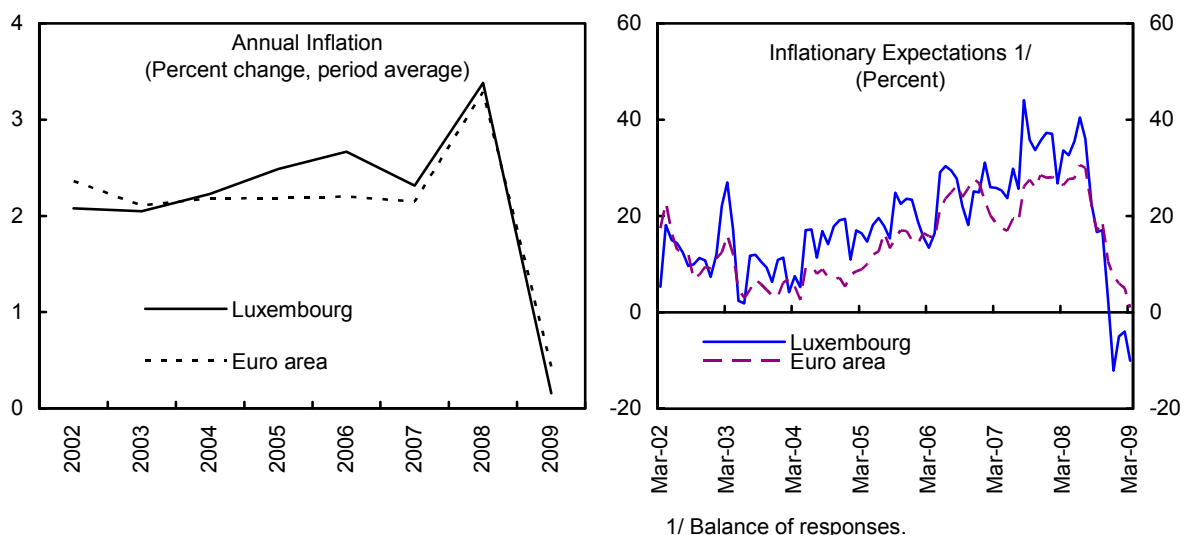 Annual Inflation
(Percent change, period average)
4
3
2
1
0
Luxembourg
Euro area
2002
2003
2004
2005
2006
2007
2008
2009
Inflationary Expectations 1/
(Percent)
60
40
20
0
-20
60
40
20
0
-20
Luxembourg
Euro area
Mar-02
Mar-03
Mar-04
Mar-05
Mar-06
Mar-07
Mar-08
Mar-09
1/ Balance of responses.